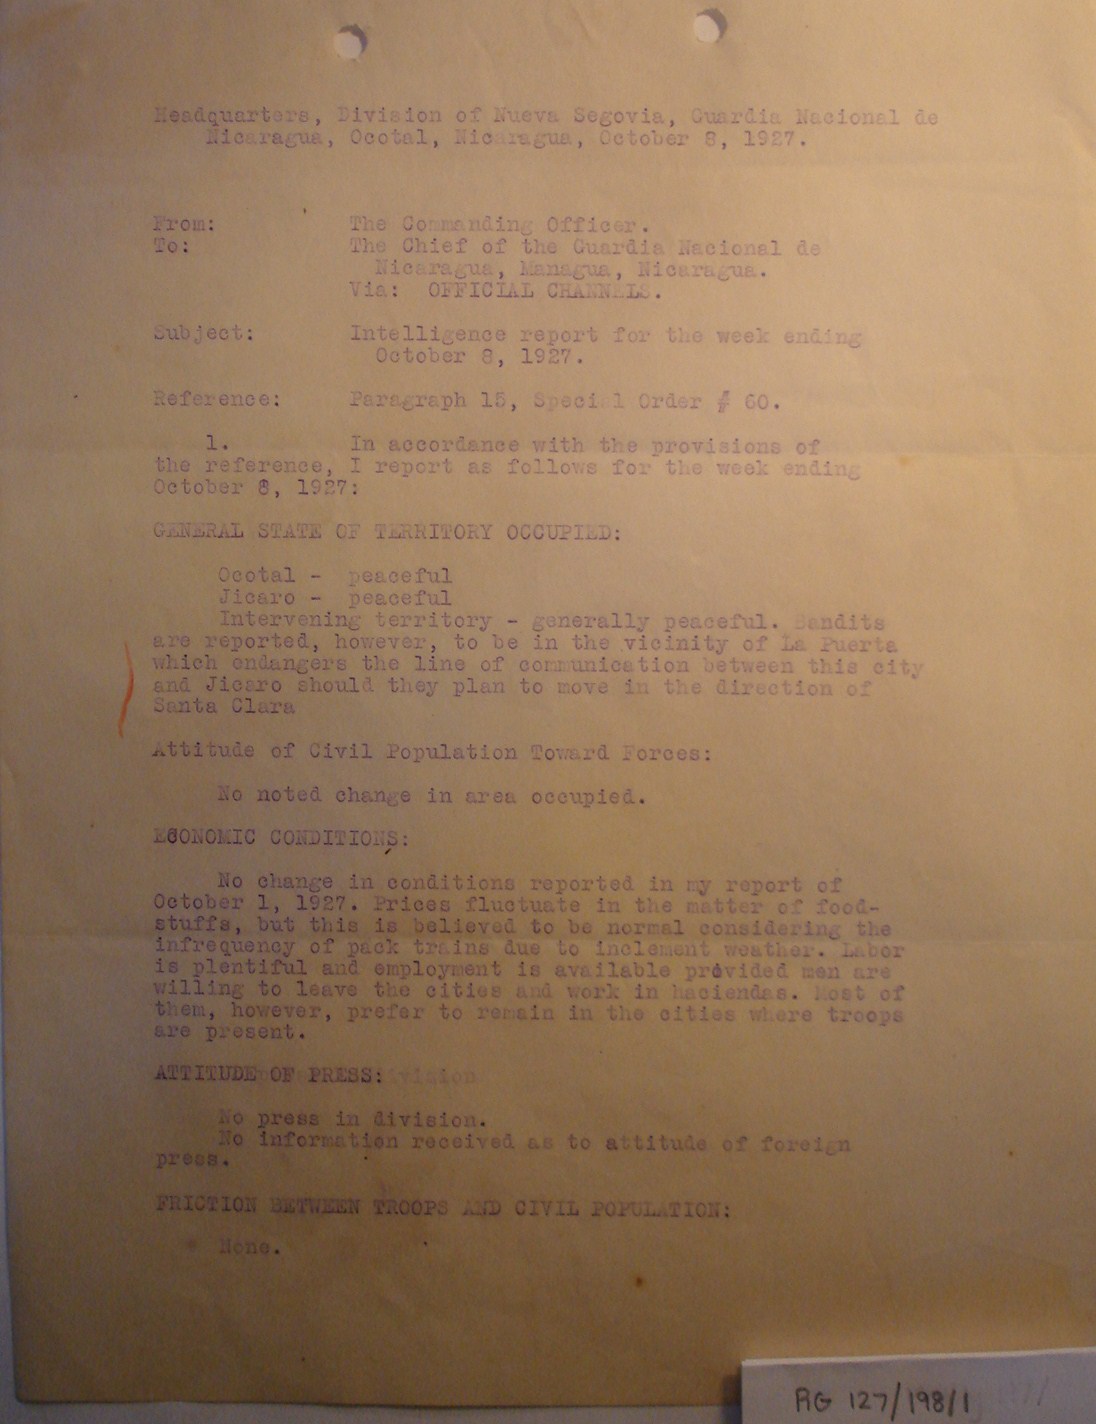 Headquarters, Division of Nueva Segovia, Guardia Nacional de
Nicaragua, Ocotal, Nicaragua, October 8, 1927.
From: The Commanding Officer.
To: The Chief of the Guardia Nacional de
Nicaragua, Managua, Nicaragua.
Via: OFFICIAL CHANNELS.
Subject: Intelligence report for the week ending
October 8, 1927.
Reference: Paragraph 15, Special Order # 60.
1. In accordance with the provisions of
the reference, I report as follows for the week ending
October 8, 1927:
GENERAL STATE OF TERRITORY OCCUPIED:
Ocotal - peaceful
Jicaro - peaceful
Intervening territory - generally peaceful. Bandits
are reported, however, to be in the vicinity of La Puerta
which endangers the line of communication between this city
and Jicaro should they plan to move in the direction of
Santa Clara
Attitude of Civil Population Toward Forces:
No noted change in area occupied.
ECONOMIC CONDITIONS:
No change in conditions reported in my report of
October 1, 1927. Prices fluctuate in the matter of food-
stuffs, but this is believed to be normal considering the
infrequency of pack trains due to inclement weather. Labor
is plentiful and employment is available provided men are
willing to leave the cities and work in haciendas. Most of
them, however, prefer to remain in the cities where troops
are present.
ATTITUDE OF PRESS:
No press in division.
No information received as to attitude of foreign
press.
FRICTION BETWEEN TROOPS AND CIVIL POPULATION:
None.
RG 127/198/1